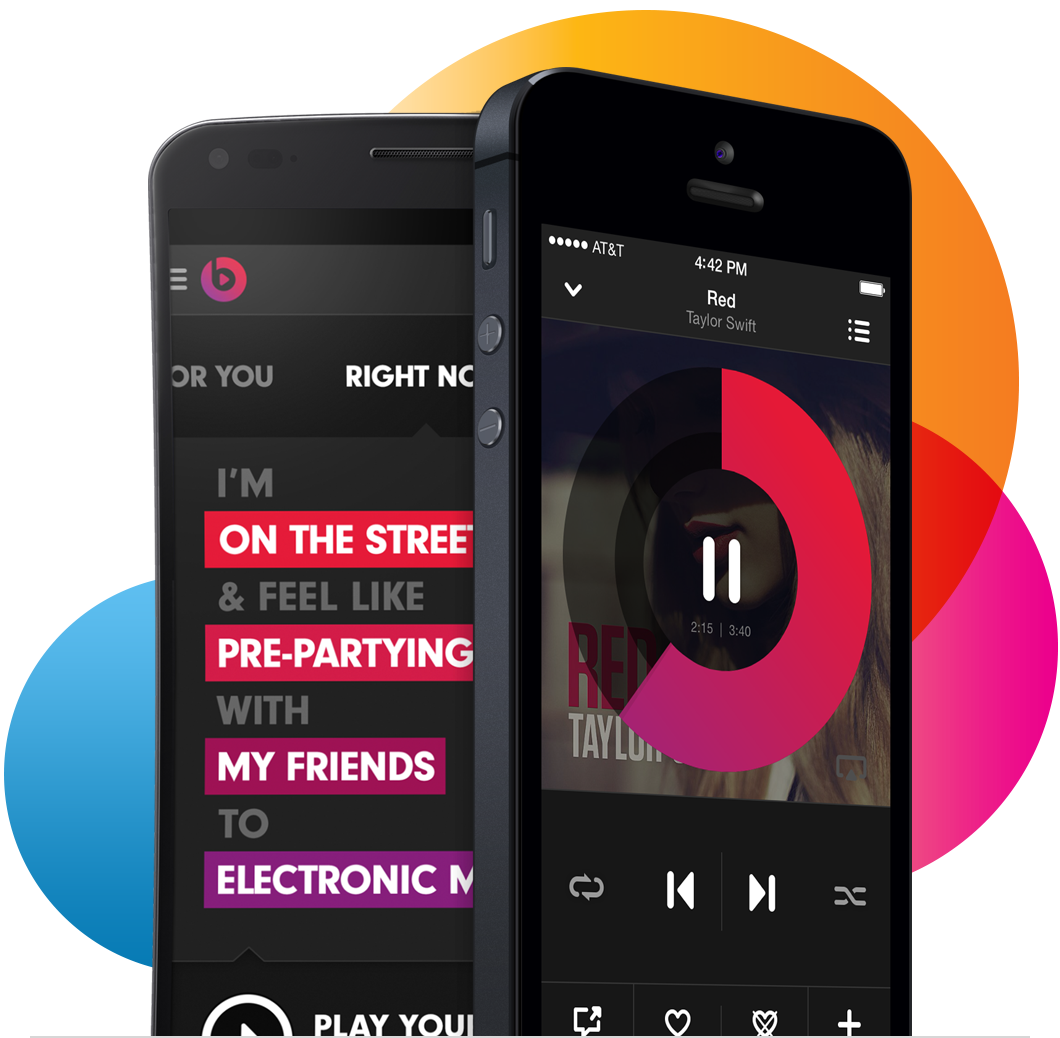 OR YOU
RIGHT NO
I'M
ON THE STREET
& FEEL LIKE
PRE-PARTYING
WITH
MY FRIENDS
TO
ELECTRONIC M
PLAY YOU
AT&T
4:42 PM
Red
Taylor Swift
2:15 | 3:40
RED
TAYLOR